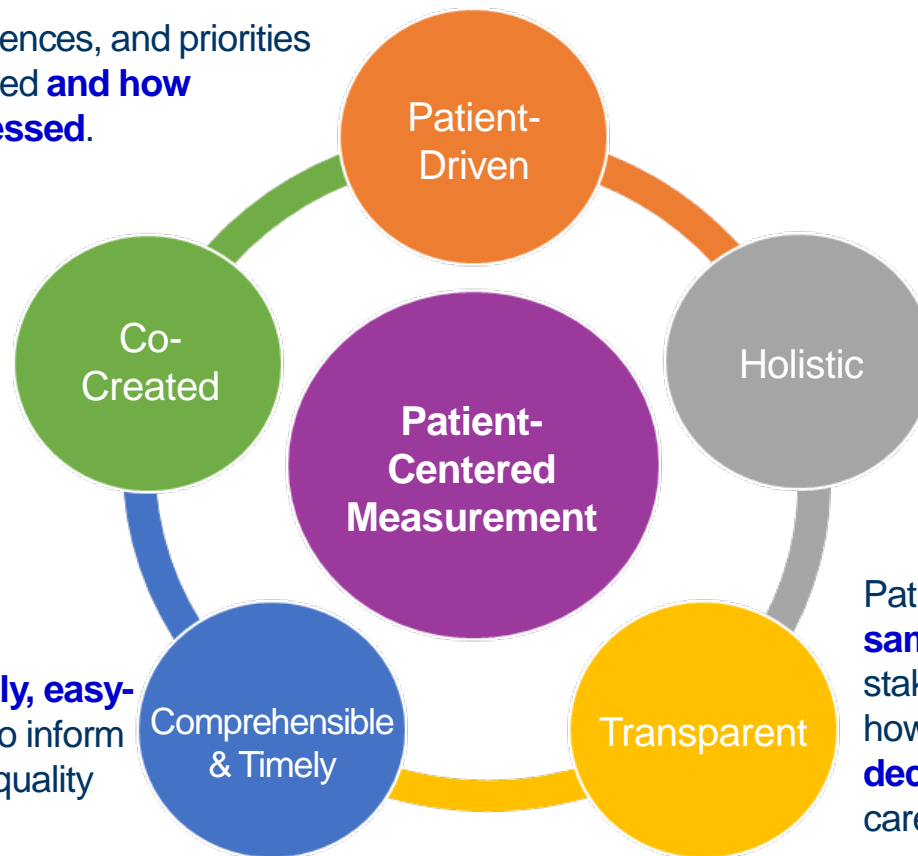 ences, and priorities
ed and how
essed.
Patient-
Driven
Co-
Created
Holistic
Patient-
Centered
Measurement
ly, easy-
o inform
quality
Comprehensible
& Timely
Transparent
Pat
sam
stak
how
dec
care